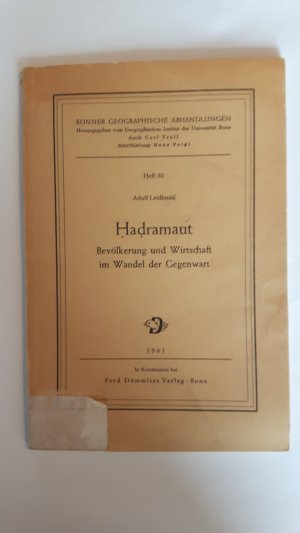 BONNER GEOGRAPHISCHE ABHANDLUNGEN
Herausgegeben vom Geographischen Institut der Universität Bonn
durch Carl Troll
Schriftleitung Hans Voigt
Heft 30
Adolf Leidlmair
Ḥaḍramaut
Bevölkerung und Wirtschaft
im Wandel der Gegenwart
1961
In Kommission bei
Ferd. Dümmlers Verlag · Bonn